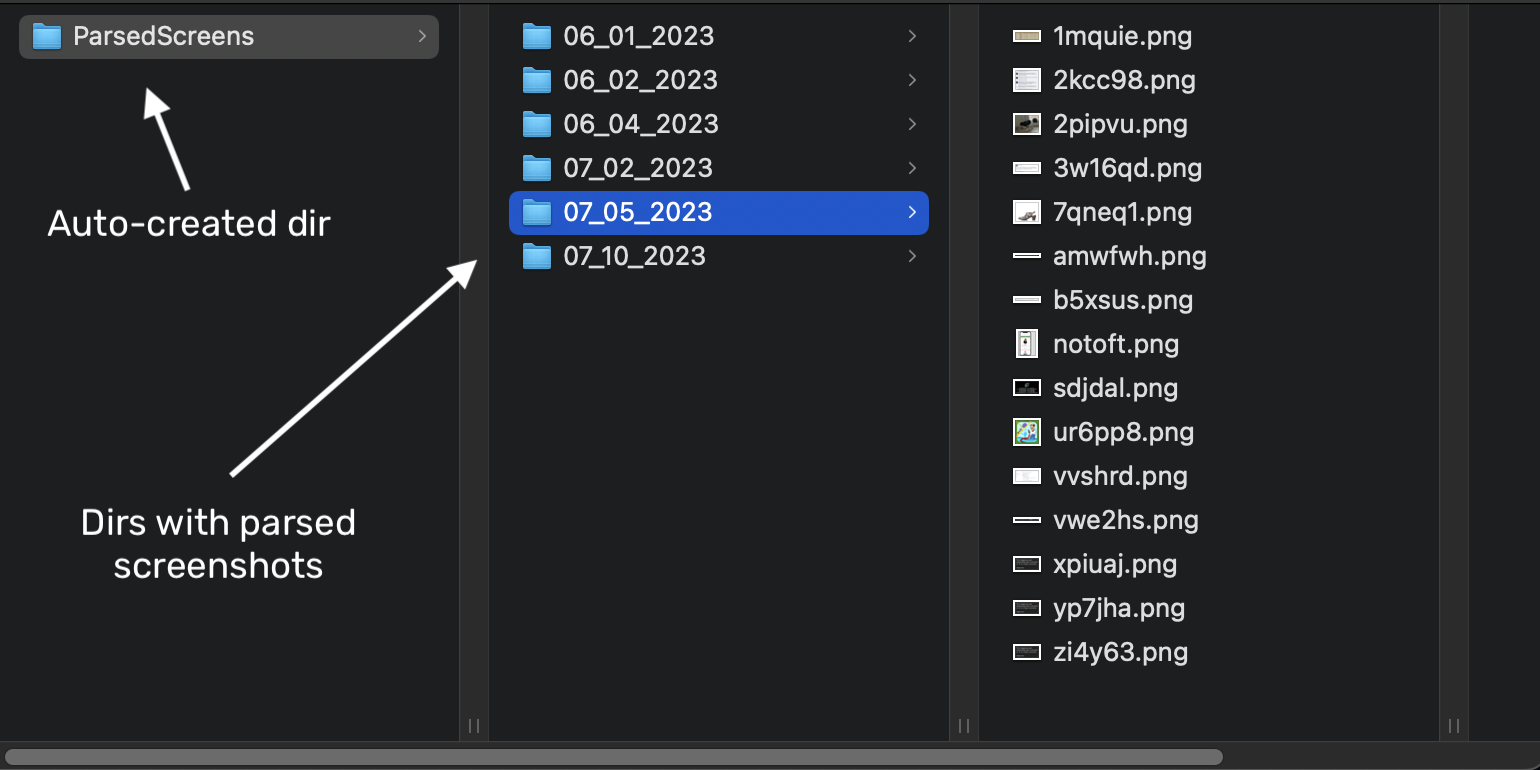 ParsedScreens
Auto-created dir
Dirs with parsed
screenshots
06_01_2023
06_02_2023
06_04_2023
07_02_2023
07_05_2023
07_10_2023
1mquie.png
2kcc98.png
2pipvu.png
3w16qd.png
7qneq1.png
amwfwh.png
b5xsus.png
notoft.png
sdjdal.png
ur6pp8.png
vvshrd.png
vwe2hs.png
xpiuaj.png
yp7jha.png
zi4y63.png